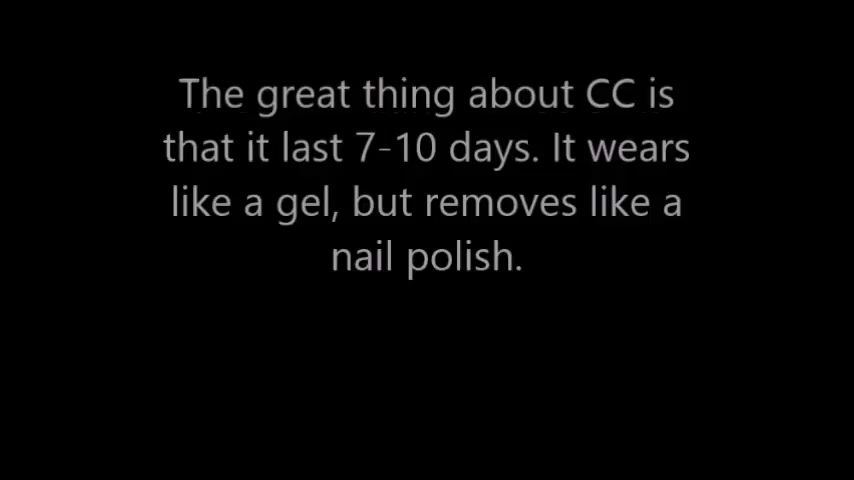 The great thing about CC is
that it last 7-10 days. It wears
like a gel, but removes like a
nail polish.